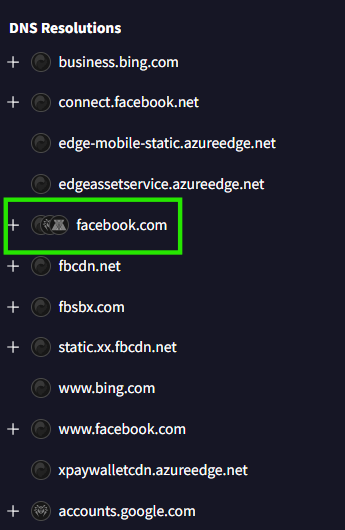 DNS Resolutions
+ business.bing.com
+ connect.facebook.net
edge-mobile-static.azureedge.net
edgeassetservice.azureedge.net
+ facebook.com
+ fbcdn.net
+ fbsbx.com
+ static.xx.fbcdn.net
www.bing.com
+ www.facebook.com
xpaywalletcdn.azureedge.net
+ accounts.google.com